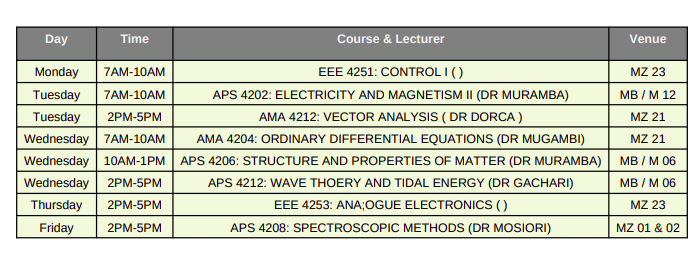 Day Time Course & Lecturer Venue
Monday 7AM-10AM EEE 4251: CONTROL I ( ) MZ 23
Tuesday 7AM-10AM APS 4202: ELECTRICITY AND MAGNETISM II (DR MURAMBA) MB / M 12
Tuesday 2PM-5PM AMA 4212: VECTOR ANALYSIS ( DR DORCA ) MZ 21
Wednesday 7AM-10AM AMA 4204: ORDINARY DIFFERENTIAL EQUATIONS (DR MUGAMBI) MZ 21
Wednesday 10AM-1PM APS 4206: STRUCTURE AND PROPERTIES OF MATTER (DR MURAMBA) MB / M 06
Wednesday 2PM-5PM APS 4212: WAVE THOERY AND TIDAL ENERGY (DR GACHARI) MB / M 06
Thursday 2PM-5PM EEE 4253: ANA;OGUE ELECTRONICS ( ) MZ 23
Friday 2PM-5PM APS 4208: SPECTROSCOPIC METHODS (DR MOSIORI) MZ 01 & 02